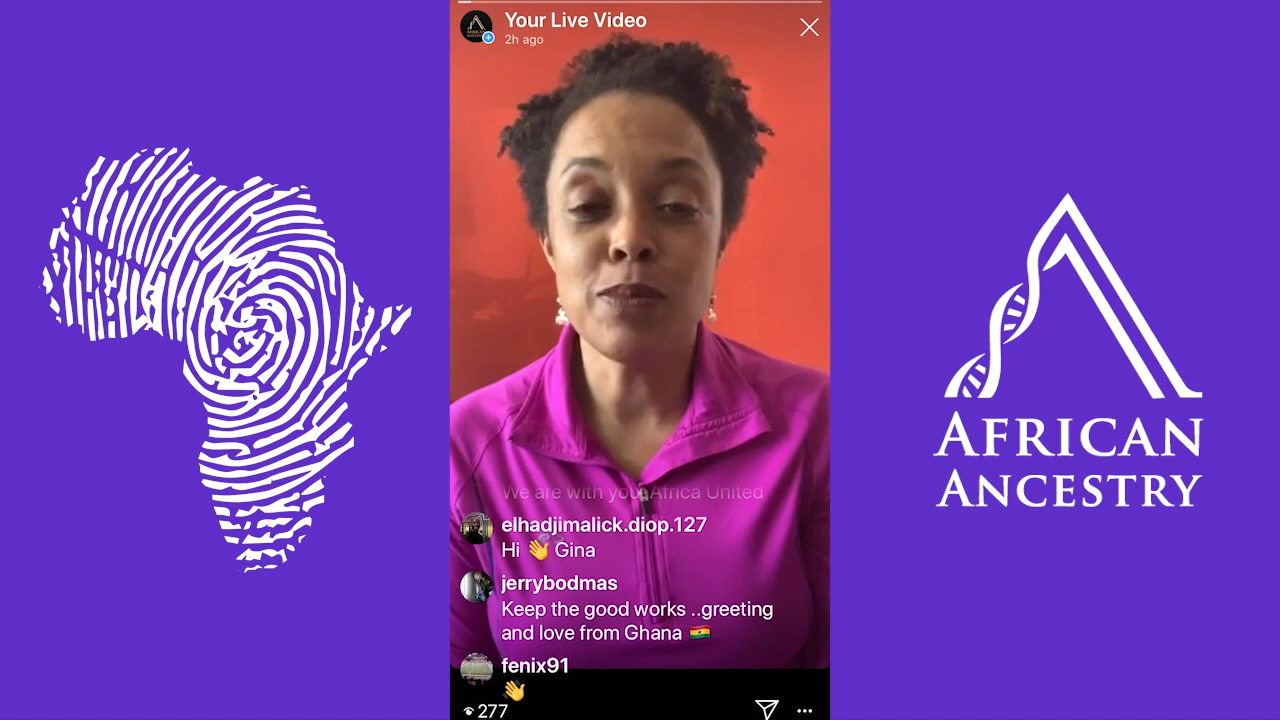 Your Live Video
2h ago
We are with you Africa United
elhadjimalick.diop.127
Hi 👋 Gina
jerrybodmas
Keep the good works ..greeting
and love from Ghana 🇬🇭
fenix91
👋
277
AFRICAN
ANCESTRY